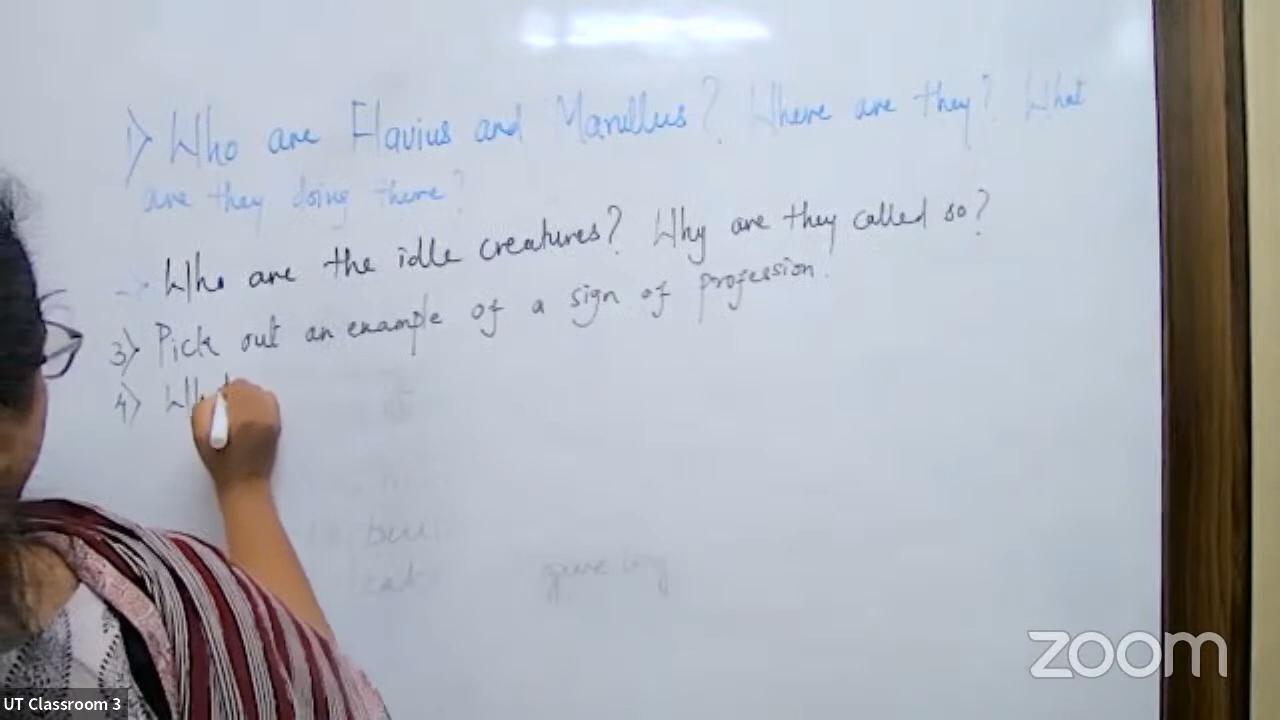 1) Who are Flavius and Marullus? Where are they? What
are they doing there?
Who are the idle creatures? Why are they called so?
3) Pick out an example of a sign of profession.
4)
zoom
UT Classroom 3